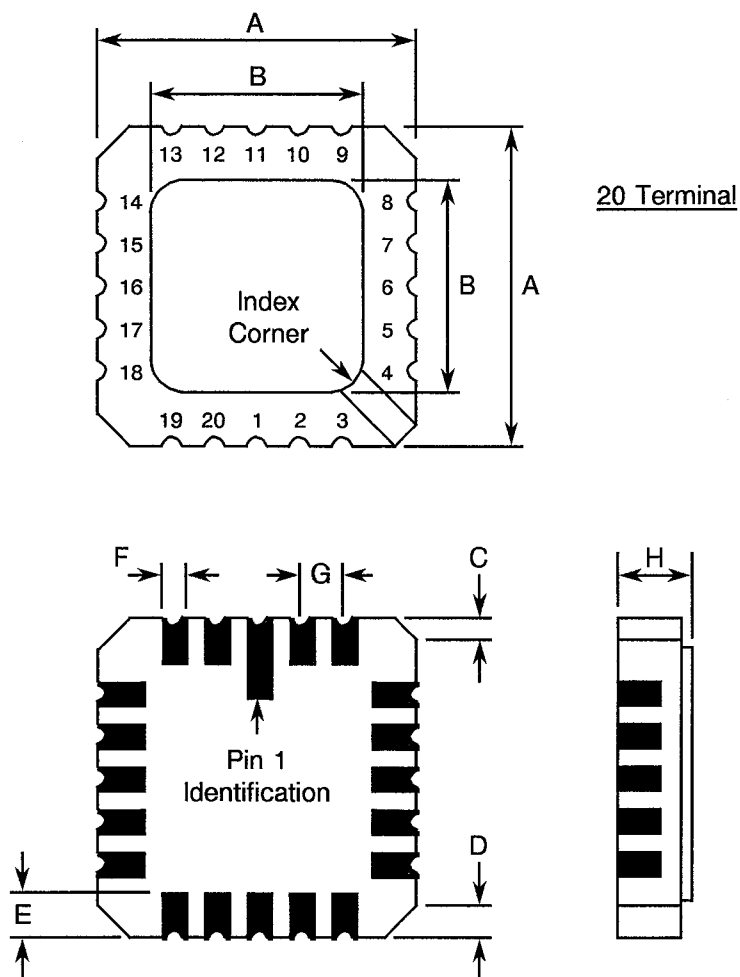 A
B
13 12 11 10 9
14 8
20 Terminal
15 7
16 6
B A
Index
Corner
17 5
18 4
19 20 1 2 3
F G C H
Pin 1
Identification
D
E